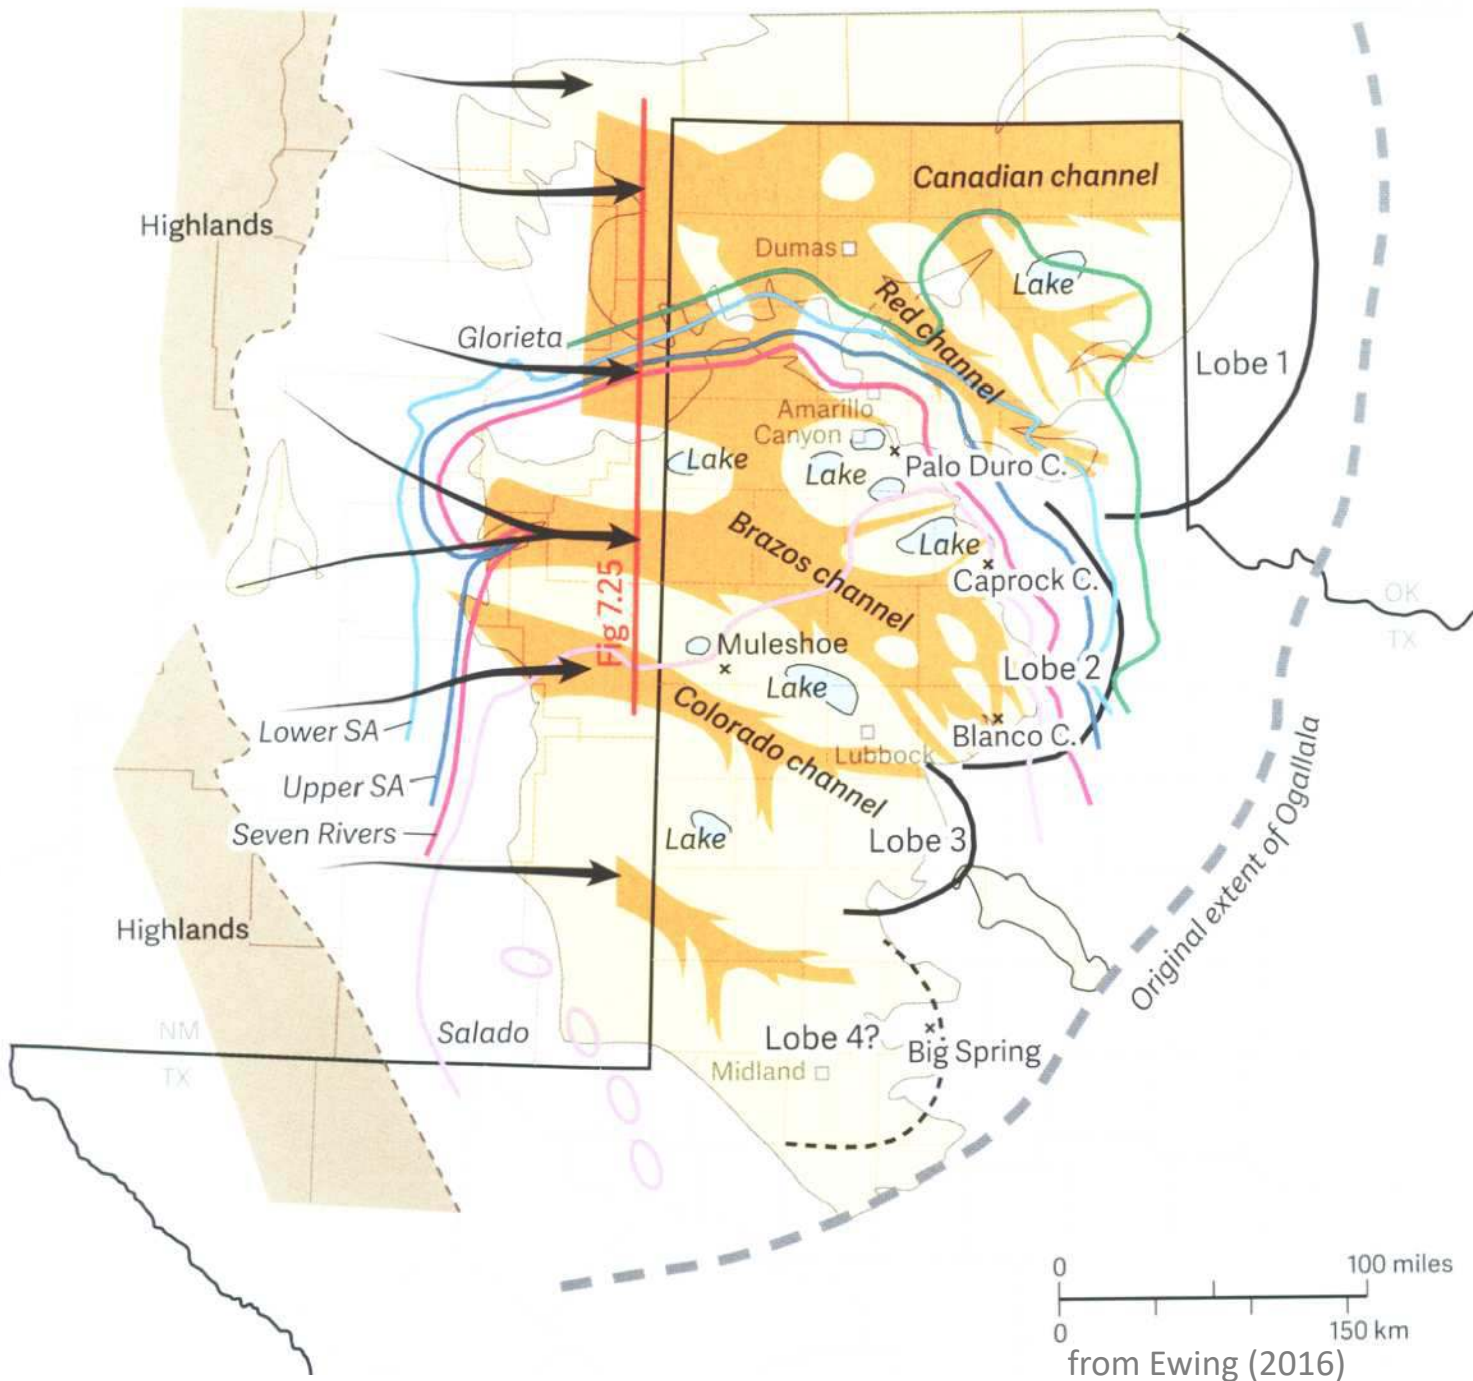 Canadian channel
Highlands
Dumas
Lake
Red channel
Glorieta
Lobe 1
Amarillo
Canyon
Lake
Lake
Palo Duro C.
Brazos channel
Lake
Caprock C.
OK
TX
Fig 7.25
Muleshoe
Lobe 2
Lake
Colorado channel
Lower SA
Blanco C.
Lubbock
Upper SA
Seven Rivers
Lake
Lobe 3
Original extent of Ogallala
Highlands
NM
TX
Salado
Lobe 4?
Big Spring
Midland
0 100 miles
0 150 km
from Ewing (2016)